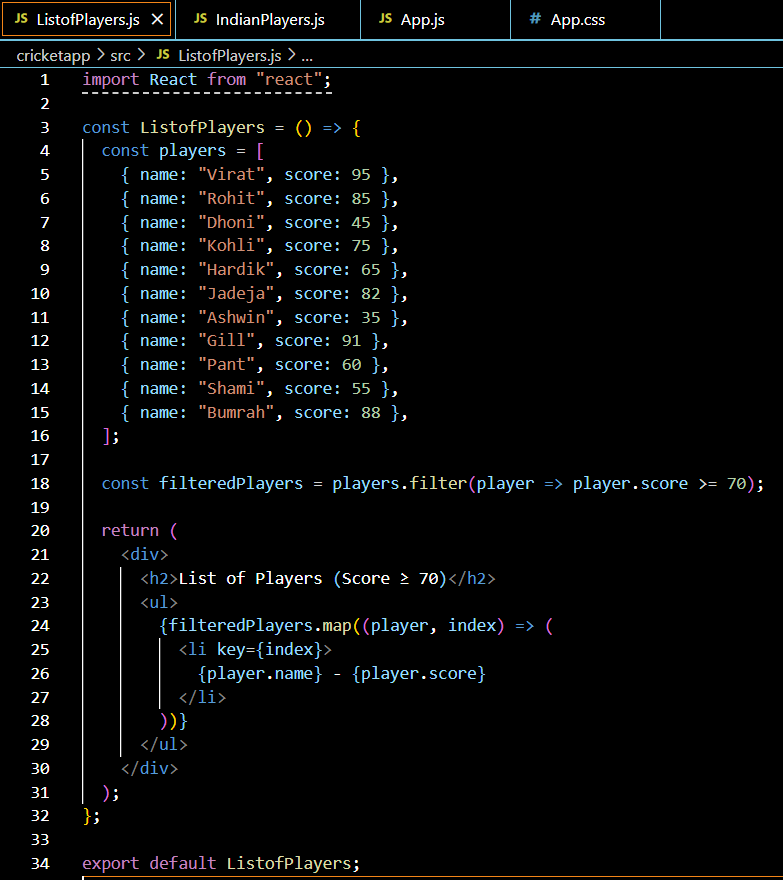 JS ListofPlayers.js ✕ JS IndianPlayers.js JS App.js # App.css
cricketapp > src > JS ListofPlayers.js > ...
1 import React from "react";
2
3 const ListofPlayers = () => {
4   const players = [
5     { name: "Virat", score: 95 },
6     { name: "Rohit", score: 85 },
7     { name: "Dhoni", score: 45 },
8     { name: "Kohli", score: 75 },
9     { name: "Hardik", score: 65 },
10     { name: "Jadeja", score: 82 },
11     { name: "Ashwin", score: 35 },
12     { name: "Gill", score: 91 },
13     { name: "Pant", score: 60 },
14     { name: "Shami", score: 55 },
15     { name: "Bumrah", score: 88 },
16   ];
17
18   const filteredPlayers = players.filter(player => player.score >= 70);
19
20   return (
21     <div>
22       <h2>List of Players (Score ≥ 70)</h2>
23       <ul>
24         {filteredPlayers.map((player, index) => (
25           <li key={index}>
26             {player.name} - {player.score}
27           </li>
28         ))}
29       </ul>
30     </div>
31   );
32 };
33
34 export default ListofPlayers;